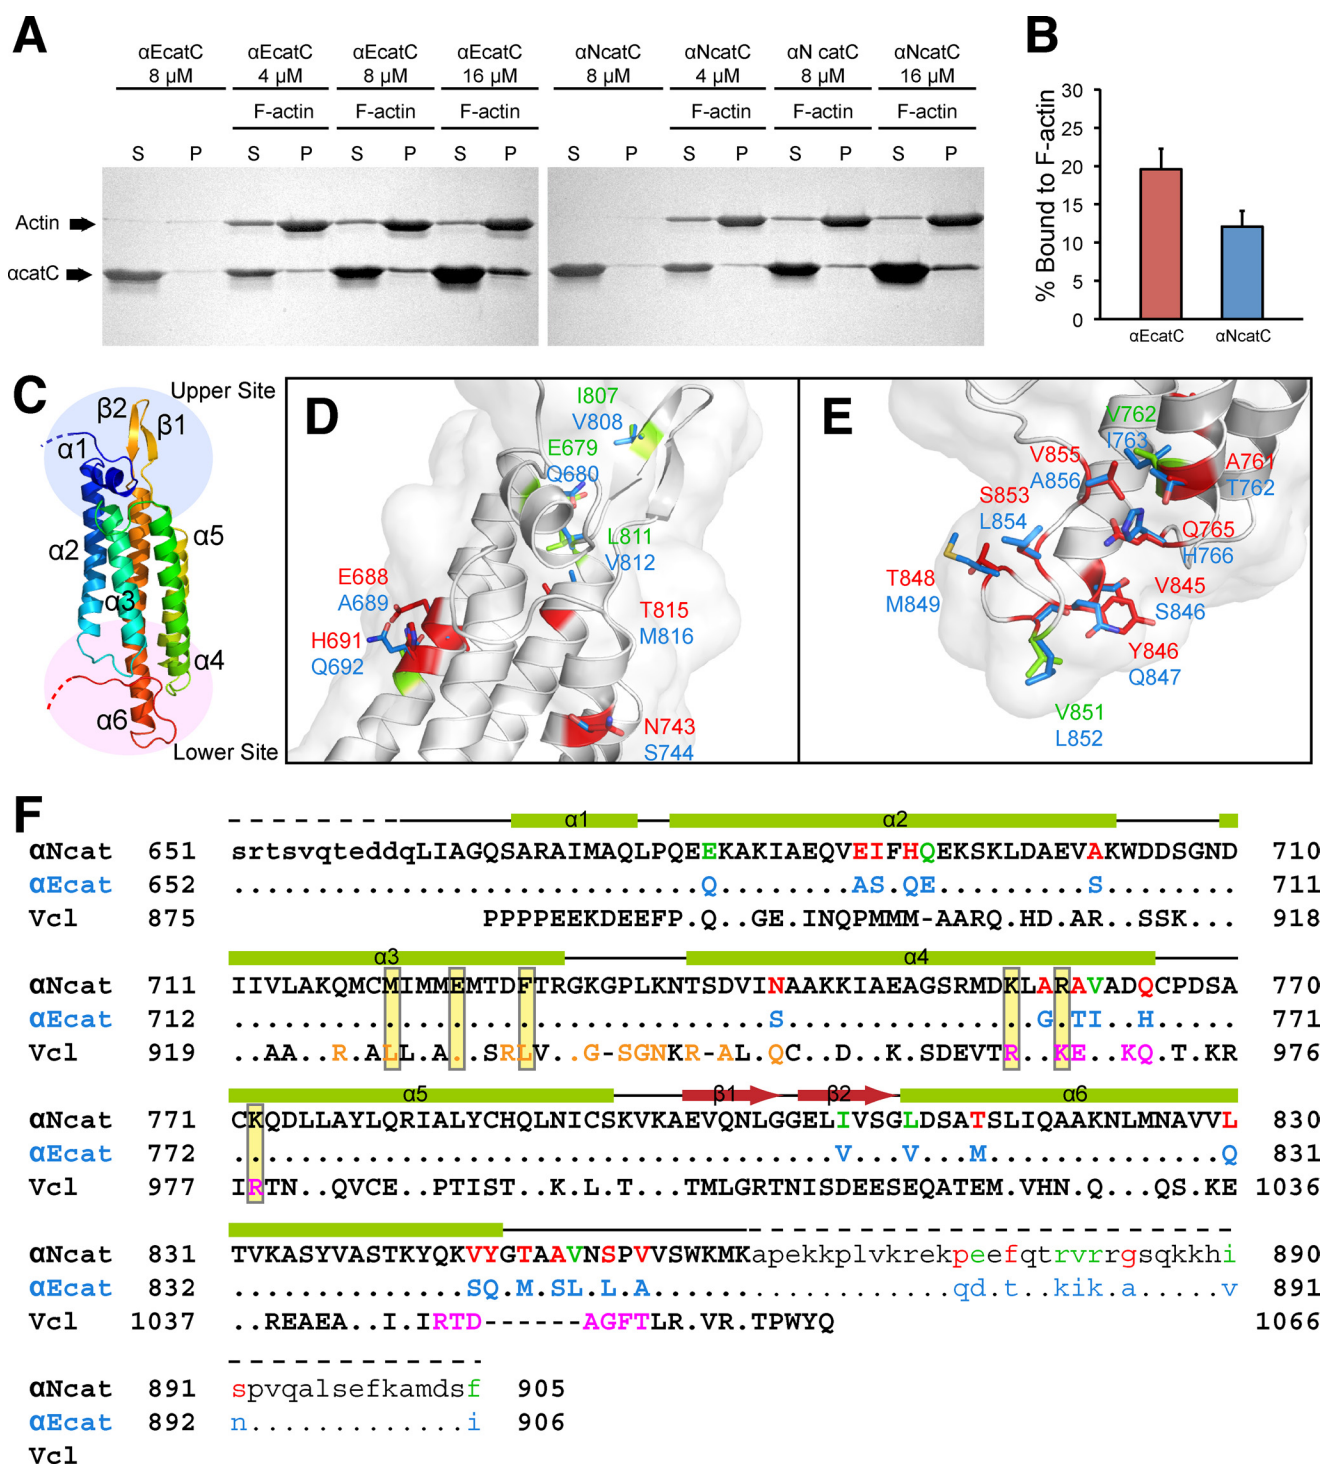 A
αEcatC αEcatC αEcatC αEcatC αNcatC αNcatC αN catC αNcatC
8 µM 4 µM 8 µM 16 µM 8 µM 4 µM 8 µM 16 µM
F-actin F-actin F-actin F-actin F-actin F-actin
S P S P S P S P S P S P S P S P
Actin
αcatC
B
% Bound to F-actin
30
25
20
15
10
5
0
αEcatC αNcatC
C
Upper Site
β2
β1
α1
α2
α5
α3
α4
α6
Lower Site
D
I807
V808
E679
Q680
L811
V812
E688
A689
T815
M816
H691
Q692
N743
S744
E
V762
I763
V855
A856
A761
T762
S853
L854
Q765
H766
T848
M849
V845
S846
Y846
Q847
V851
L852
F
α1 α2
αNcat 651 srtsvqteddqLIAGQSARAIMAQLPQEEKAKIAEQVEIFHQEKSKLDAEVAKWDDSGND 710
αEcat 652 ............................Q........AS.QE.........S........ 711
Vcl 875 PPPPEEKDEEFP.Q..GE.INQPMMM-AARQ.HD.AR..SSK... 918
α3 α4
αNcat 711 IIVLAKQMCMIMMEMTDFTRGKGPLKNTSDVINAAKKIAEAGSRMDKLARAVADQCPDSA 770
αEcat 712 ................................S...............G.TI..H..... 771
Vcl 919 ..AA..R.ALL.A..SRLV..G-SGNKR-AL.QC..D..K.SDEVTR..KE..KQ.T.KR 976
α5 β1 β2 α6
αNcat 771 CKQDLLAYLQRIALYCHQLNICSKVKAEVQNLGGELIVSGLDSATSLIQAAKNLMNAVVL 830
αEcat 772 ....................................V...V...M..............Q 831
Vcl 977 IRTN..QVCE..PTIST..K.L.T...TMLGRTNISDEESEQATEM.VHN.Q...QS.KE 1036
αNcat 831 TVKASYVASTKYQKVYGTAAVNSPVVSWKMKapekkplvkrekpeefqtrvrrgsqkkhi 890
αEcat 832 ..............SQ.M.SL.L.A..................qd.t..kik.a.....v 891
Vcl 1037 ..REAEA..I.IRTD------AGFTLR.VR.TPWYQ 1066
αNcat 891 spvqalsefkamdsf 905
αEcat 892 n.............i 906
Vcl